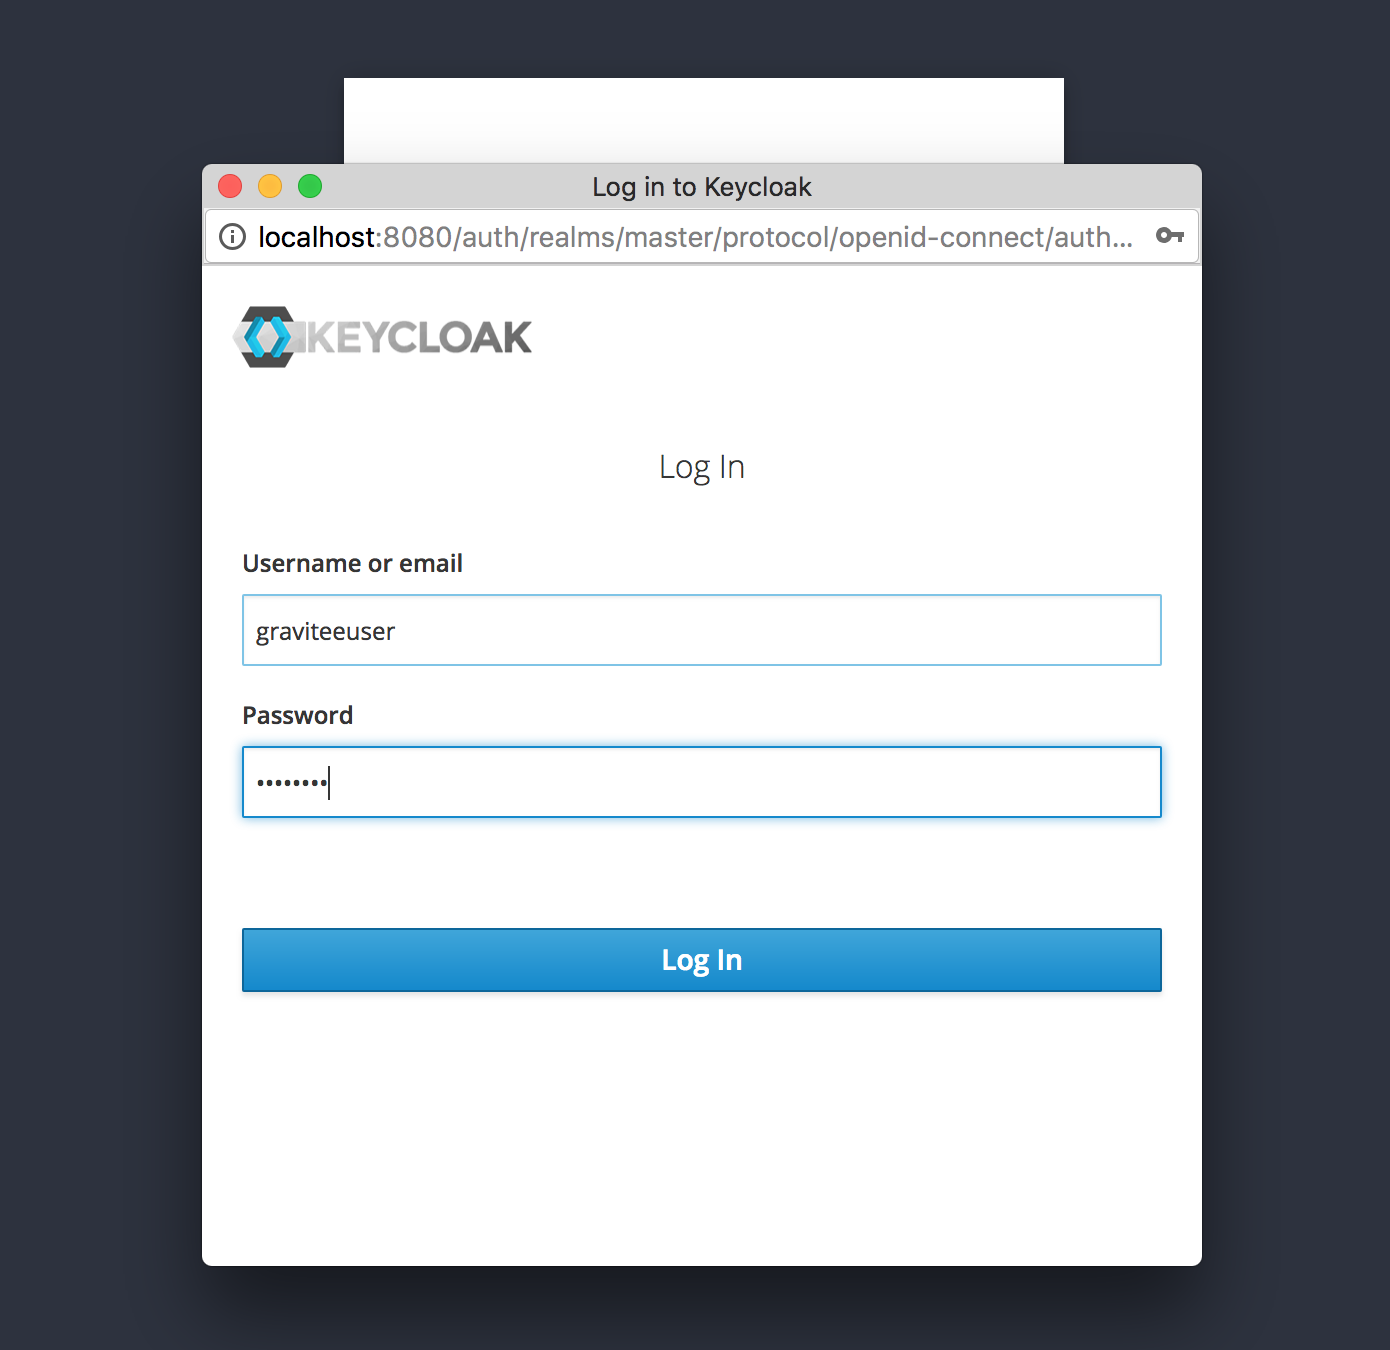 Log in to Keycloak
localhost:8080/auth/realms/master/protocol/openid-connect/auth...
KEYCLOAK
Log In
Username or email
graviteeuser
Password
••••••••
Log In